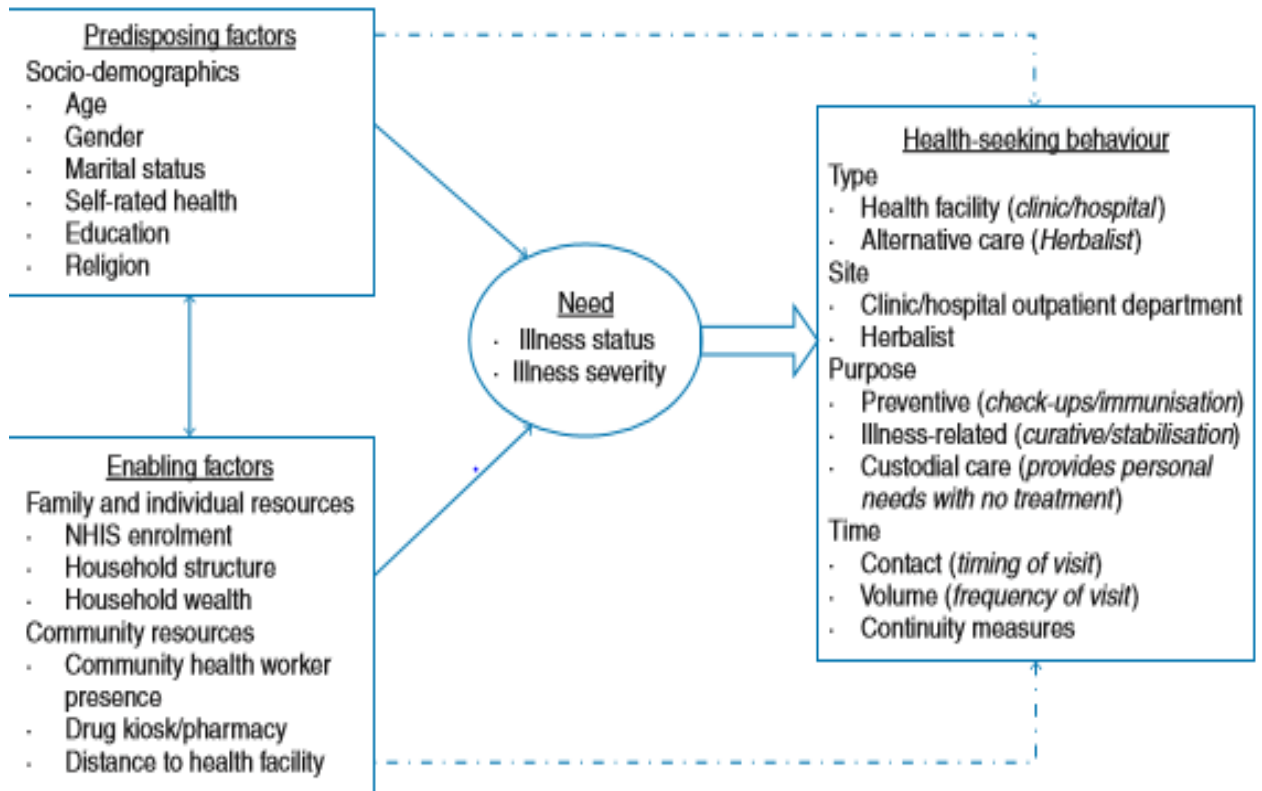 Predisposing factors
Socio-demographics
· Age
· Gender
· Marital status
· Self-rated health
· Education
· Religion
Enabling factors
Family and individual resources
· NHIS enrolment
· Household structure
· Household wealth
Community resources
· Community health worker
presence
· Drug kiosk/pharmacy
· Distance to health facility
Need
· Illness status
· Illness severity
Health-seeking behaviour
Type
· Health facility (clinic/hospital)
· Alternative care (Herbalist)
Site
· Clinic/hospital outpatient department
· Herbalist
Purpose
· Preventive (check-ups/immunisation)
· Illness-related (curative/stabilisation)
· Custodial care (provides personal
needs with no treatment)
Time
· Contact (timing of visit)
· Volume (frequency of visit)
· Continuity measures